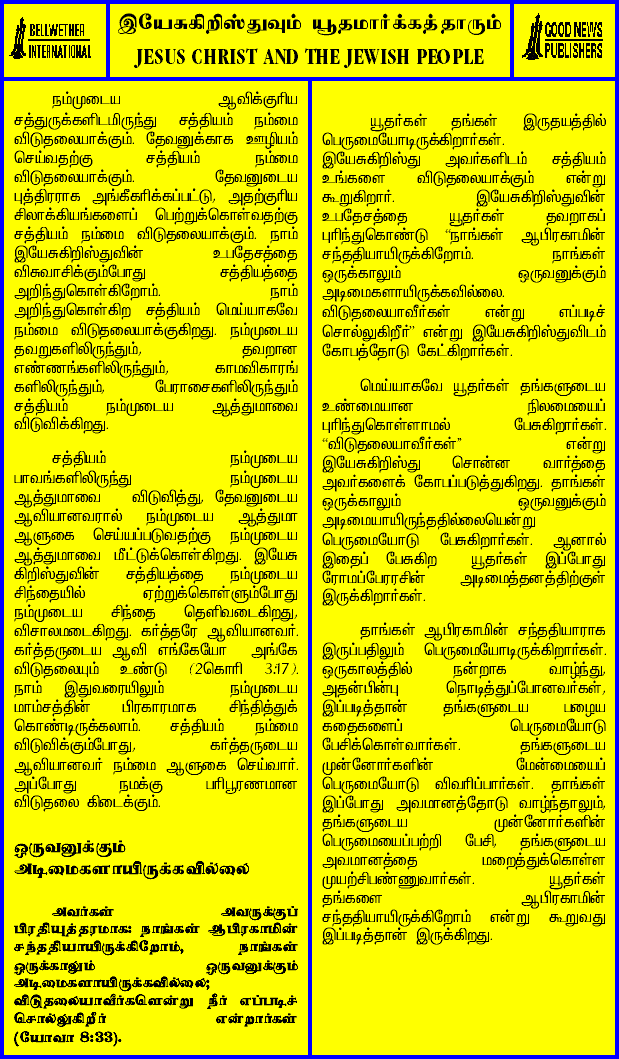 BELLWETHER
INTERNATIONAL
இயேசுகிறிஸ்துவும் யூதமார்க்கத்தாரும்
JESUS CHRIST AND THE JEWISH PEOPLE
GOOD NEWS
PUBLISHERS
நம்முடைய ஆவிக்குரிய
சத்துருக்களிடமிருந்து சத்தியம் நம்மை
விடுதலையாக்கும். தேவனுக்காக ஊழியம்
செய்வதற்கு சத்தியம் நம்மை
விடுதலையாக்கும். தேவனுடைய
புத்திரராக அங்கீகரிக்கப்பட்டு, அதற்குரிய
சிலாக்கியங்களைப் பெற்றுக்கொள்வதற்கு
சத்தியம் நம்மை விடுதலையாக்கும். நாம்
இயேசுகிறிஸ்துவின் உபதேசத்தை
விசுவாசிக்கும்போது சத்தியத்தை
அறிந்துகொள்கிறோம். நாம்
அறிந்துகொள்கிற சத்தியம் மெய்யாகவே
நம்மை விடுதலையாக்குகிறது. நம்முடைய
தவறுகளிலிருந்தும், தவறான
எண்ணங்களிலிருந்தும், காமவிகாரங்
களிலிருந்தும், பேராசைகளிலிருந்தும்
சத்தியம் நம்முடைய ஆத்துமாவை
விடுவிக்கிறது.
சத்தியம் நம்முடைய
பாவங்களிலிருந்து நம்முடைய
ஆத்துமாவை விடுவித்து, தேவனுடைய
ஆவியானவரால் நம்முடைய ஆத்துமா
ஆளுகை செய்யப்படுவதற்கு நம்முடைய
ஆத்துமாவை மீட்டுக்கொள்கிறது. இயேசு
கிறிஸ்துவின் சத்தியத்தை நம்முடைய
சிந்தையில் ஏற்றுக்கொள்ளும்போது
நம்முடைய சிந்தை தெளிவடைகிறது,
விசாலமடைகிறது. கர்த்தரே ஆவியானவர்.
கர்த்தருடைய ஆவி எங்கேயோ அங்கே
விடுதலையும் உண்டு (2கொரி 3:17).
நாம் இதுவரையிலும் நம்முடைய
மாம்சத்தின் பிரகாரமாக சிந்தித்துக்
கொண்டிருக்கலாம். சத்தியம் நம்மை
விடுவிக்கும்போது, கர்த்தருடைய
ஆவியானவர் நம்மை ஆளுகை செய்வார்.
அப்போது நமக்கு பரிபூரணமான
விடுதலை கிடைக்கும்.
ஒருவனுக்கும்
அடிமைகளாயிருக்கவில்லை
அவர்கள் அவருக்குப்
பிரதியுத்தரமாக: நாங்கள் ஆபிரகாமின்
சந்ததியாயிருக்கிறோம், நாங்கள்
ஒருக்காலும் ஒருவனுக்கும்
அடிமைகளாயிருக்கவில்லை;
விடுதலையாவீர்களென்று நீர் எப்படிச்
சொல்லுகிறீர் என்றார்கள்
(யோவா 8:33).
யூதர்கள் தங்கள் இருதயத்தில்
பெருமையோடிருக்கிறார்கள்.
இயேசுகிறிஸ்து அவர்களிடம் சத்தியம்
உங்களை விடுதலையாக்கும் என்று
கூறுகிறார். இயேசுகிறிஸ்துவின்
உபதேசத்தை யூதர்கள் தவறாகப்
புரிந்துகொண்டு "நாங்கள் ஆபிரகாமின்
சந்ததியாயிருக்கிறோம். நாங்கள்
ஒருக்காலும் ஒருவனுக்கும்
அடிமைகளாயிருக்கவில்லை.
விடுதலையாவீர்கள் என்று எப்படிச்
சொல்லுகிறீர்" என்று இயேசுகிறிஸ்துவிடம்
கோபத்தோடு கேட்கிறார்கள்.
மெய்யாகவே யூதர்கள் தங்களுடைய
உண்மையான நிலமையைப்
புரிந்துகொள்ளாமல் பேசுகிறார்கள்.
"விடுதலையாவீர்கள்" என்று
இயேசுகிறிஸ்து சொன்ன வார்த்தை
அவர்களைக் கோபப்படுத்துகிறது. தாங்கள்
ஒருக்காலும் ஒருவனுக்கும்
அடிமையாயிருந்ததில்லையென்று
பெருமையோடு பேசுகிறார்கள். ஆனால்
இதைப் பேசுகிற யூதர்கள் இப்போது
ரோமப்பேரரசின் அடிமைத்தனத்திற்குள்
இருக்கிறார்கள்.
தாங்கள் ஆபிரகாமின் சந்ததியாராக
இருப்பதிலும் பெருமையோடிருக்கிறார்கள்.
ஒருகாலத்தில் நன்றாக வாழ்ந்து,
அதன்பின்பு நொடித்துப்போனவர்கள்,
இப்படித்தான் தங்களுடைய பழைய
கதைகளைப் பெருமையோடு
பேசிக்கொள்வார்கள். தங்களுடைய
முன்னோர்களின் மேன்மையைப்
பெருமையோடு விவரிப்பார்கள். தாங்கள்
இப்போது அவமானத்தோடு வாழ்ந்தாலும்,
தங்களுடைய முன்னோர்களின்
பெருமையைப்பற்றி பேசி, தங்களுடைய
அவமானத்தை மறைத்துக்கொள்ள
முயற்சிபண்ணுவார்கள். யூதர்கள்
தங்களை ஆபிரகாமின்
சந்ததியாயிருக்கிறோம் என்று கூறுவது
இப்படித்தான் இருக்கிறது.